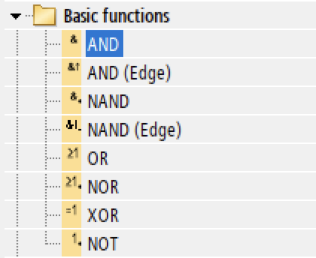 Basic functions
& AND
&↑ AND (Edge)
& NAND
&↓ NAND (Edge)
≥1 OR
≥1 NOR
=1 XOR
1 NOT